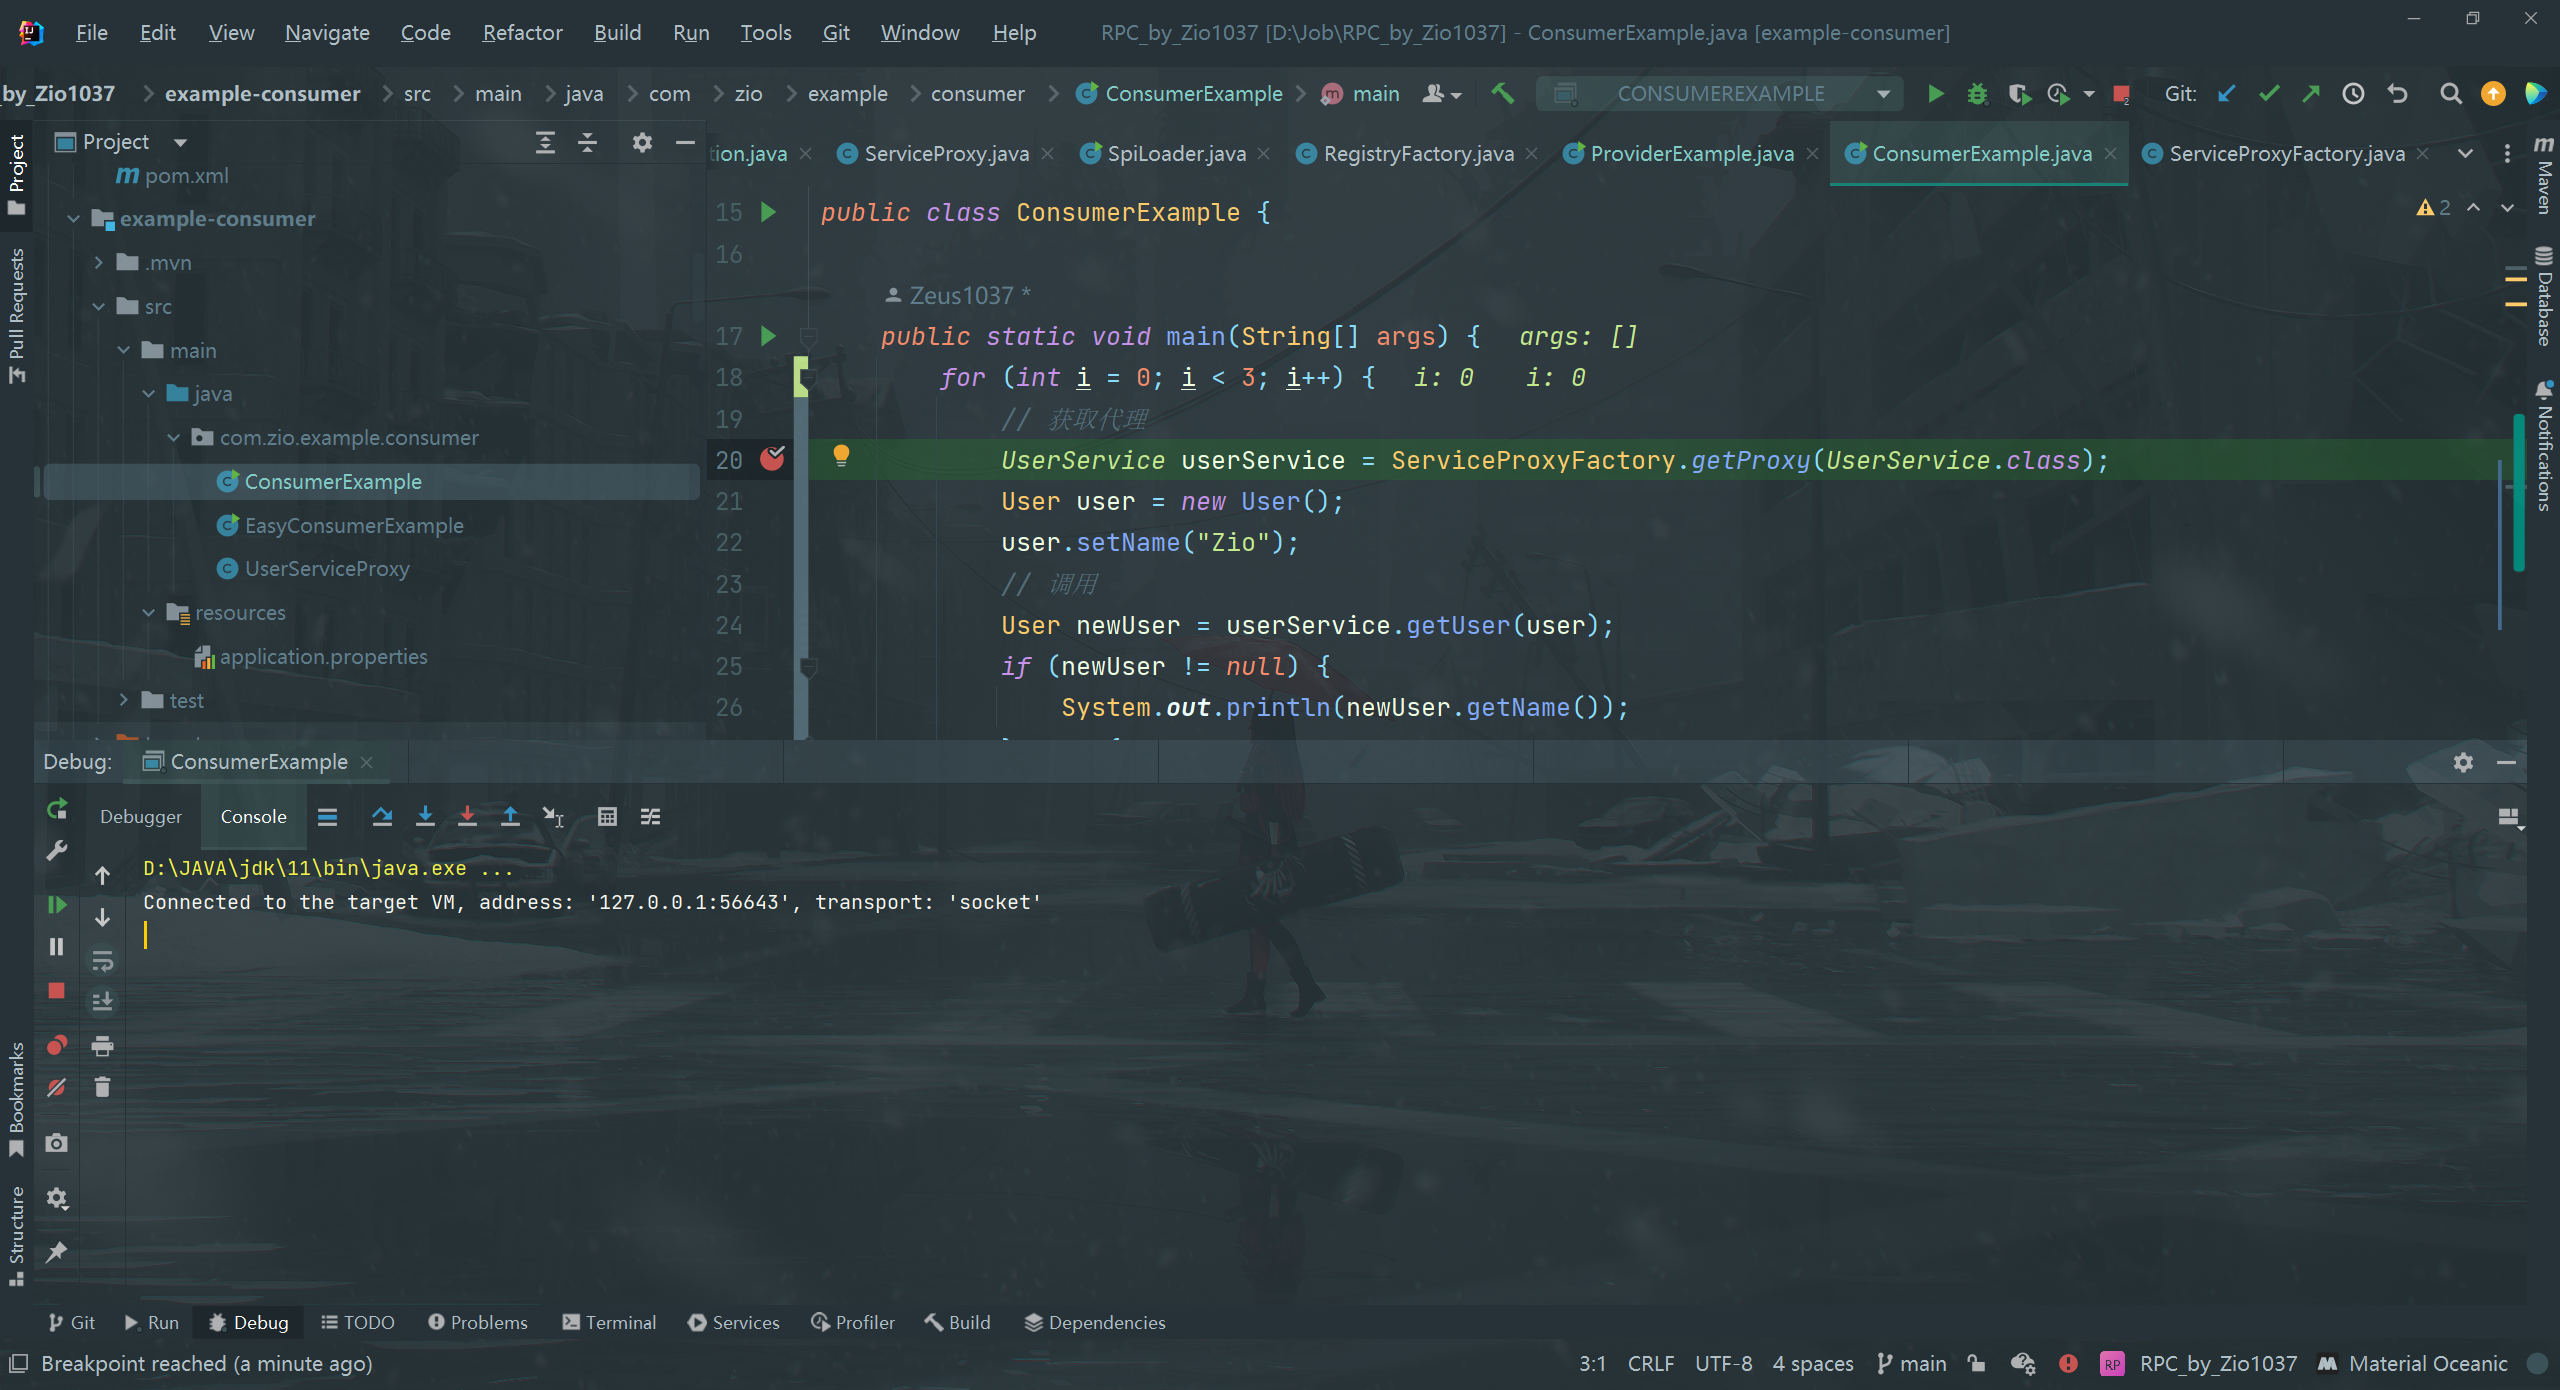 File Edit View Navigate Code Refactor Build Run Tools Git Window Help RPC_by_Zio1037 [D:\Job\RPC_by_Zio1037] - ConsumerExample.java [example-consumer]
by_Zio1037 example-consumer src main java com zio example consumer ConsumerExample main CONSUMEREXAMPLE Git:
Project
tion.java ServiceProxy.java SpiLoader.java RegistryFactory.java ProviderExample.java ConsumerExample.java ServiceProxyFactory.java
Project
Pull Requests
Bookmarks
Structure
pom.xml
example-consumer
.mvn
src
main
java
com.zio.example.consumer
ConsumerExample
EasyConsumerExample
UserServiceProxy
resources
application.properties
test
2
15 public class ConsumerExample {
16
Zeus1037 *
17 public static void main(String[] args) { args: []
18 for (int i = 0; i < 3; i++) { i: 0 i: 0
19 // 获取代理
20 UserService userService = ServiceProxyFactory.getProxy(UserService.class);
21 User user = new User();
22 user.setName("Zio");
23 // 调用
24 User newUser = userService.getUser(user);
25 if (newUser != null) {
26 System.out.println(newUser.getName());
Maven
Database
Notifications
Debug: ConsumerExample
Debugger Console
D:\JAVA\jdk\11\bin\java.exe ...
Connected to the target VM, address: '127.0.0.1:56643', transport: 'socket'
Git Run Debug TODO Problems Terminal Services Profiler Build Dependencies
Breakpoint reached (a minute ago) 3:1 CRLF UTF-8 4 spaces main RP RPC_by_Zio1037 Material Oceanic